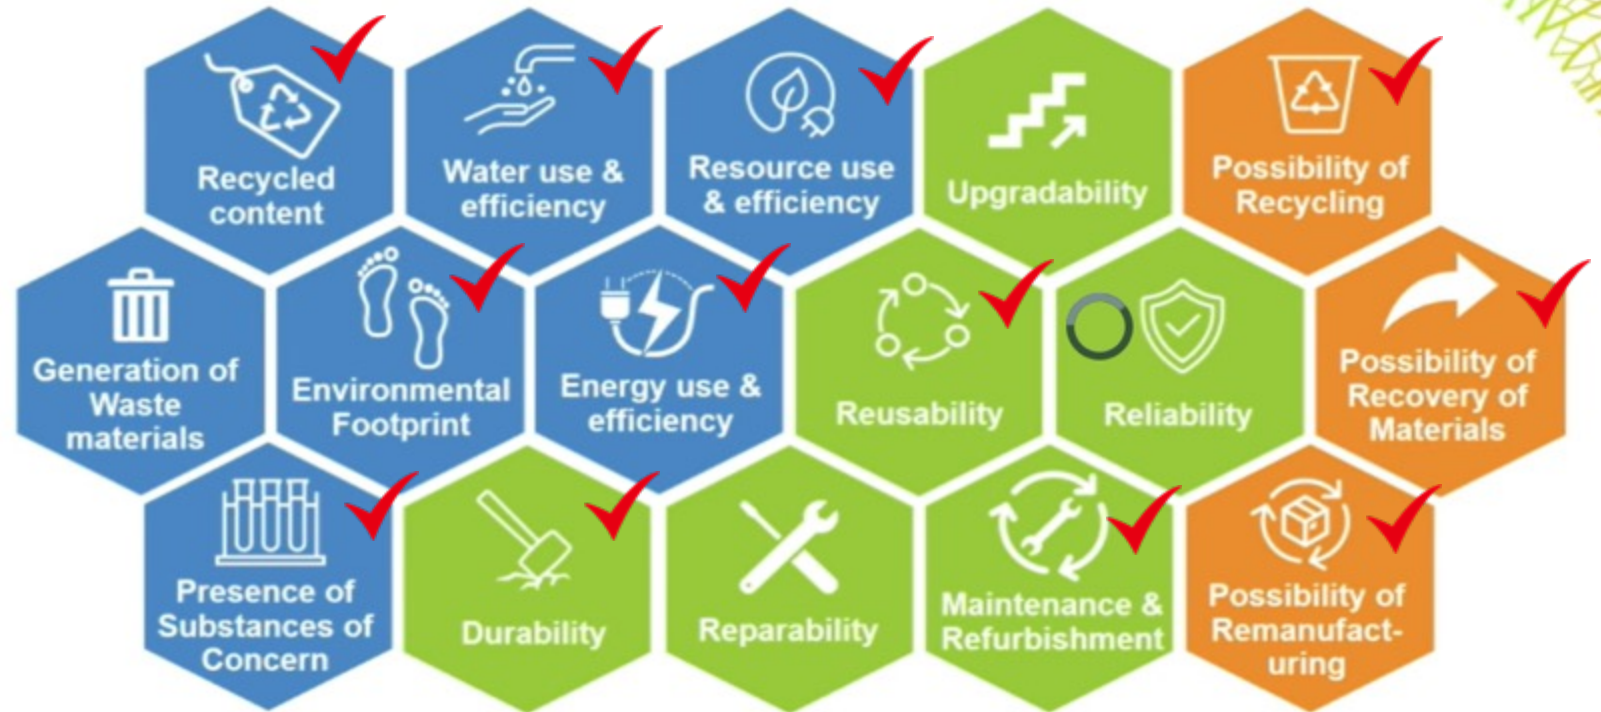 Recycled
content
Water use &
efficiency
Resource use
& efficiency
Upgradability
Possibility of
Recycling
Generation of
Waste
materials
Environmental
Footprint
Energy use &
efficiency
Reusability
Reliability
Possibility of
Recovery of
Materials
Presence of
Substances of
Concern
Durability
Reparability
Maintenance &
Refurbishment
Possibility of
Remanufact-
uring